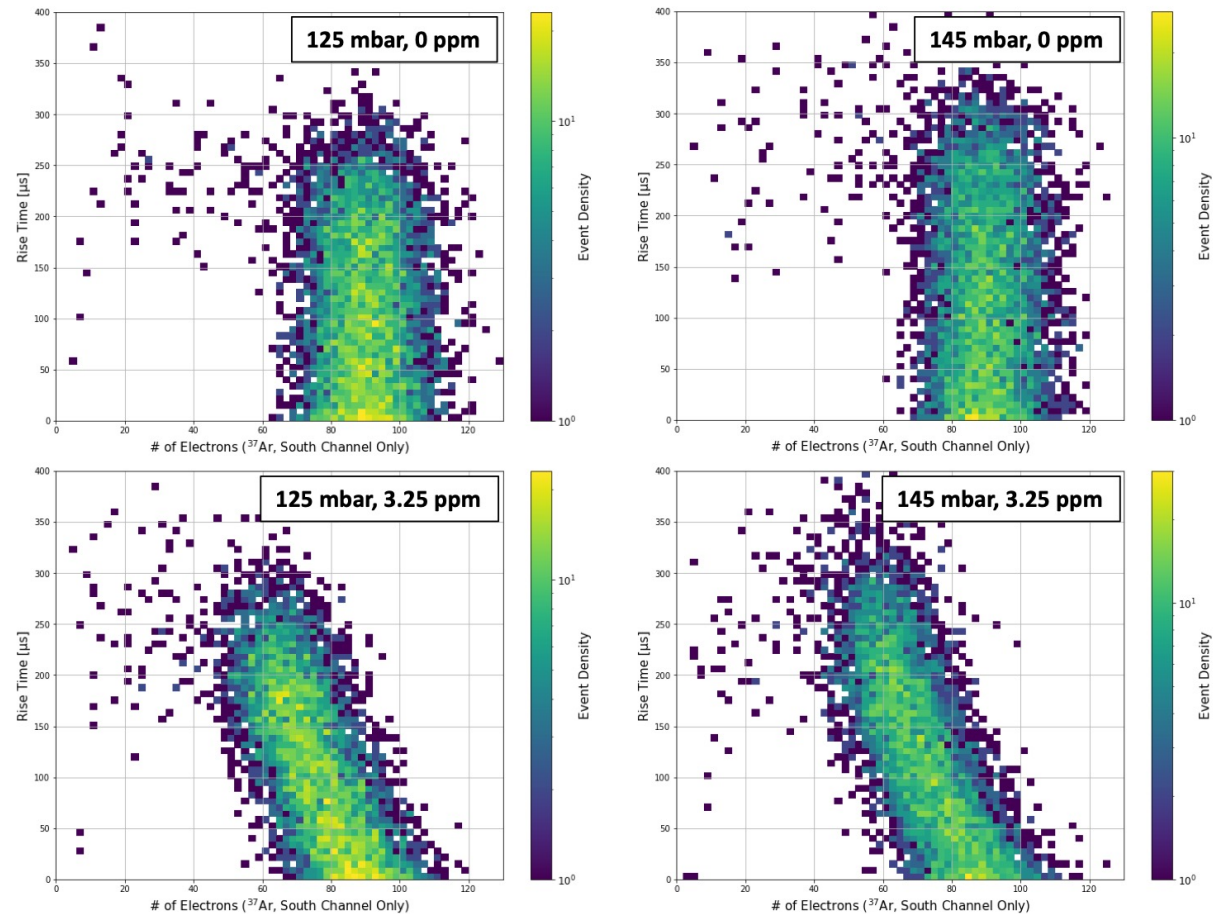 400
350
300
250
200
150
100
50
0
Rise Time [µs]
125 mbar, 0 ppm
0 20 40 60 80 100 120
# of Electrons (³⁷Ar, South Channel Only)
10¹
10⁰
Event Density
400
350
300
250
200
150
100
50
0
Rise Time [µs]
145 mbar, 0 ppm
0 20 40 60 80 100 120
# of Electrons (³⁷Ar, South Channel Only)
10¹
10⁰
Event Density
400
350
300
250
200
150
100
50
0
Rise Time [µs]
125 mbar, 3.25 ppm
0 20 40 60 80 100 120
# of Electrons (³⁷Ar, South Channel Only)
10¹
10⁰
Event Density
400
350
300
250
200
150
100
50
0
Rise Time [µs]
145 mbar, 3.25 ppm
0 20 40 60 80 100 120
# of Electrons (³⁷Ar, South Channel Only)
10¹
10⁰
Event Density